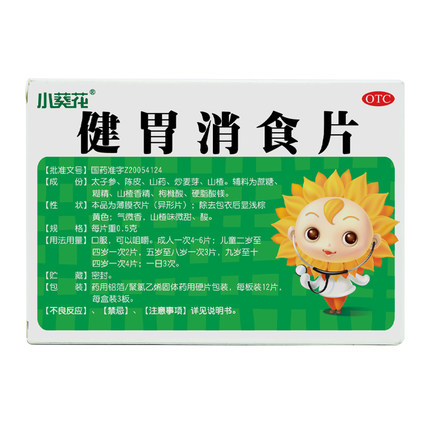 小葵花®
OTC
健胃消食片
【批准文号】国药准字Z20054124
【成 份】太子参、陈皮、山药、炒麦芽、山楂。辅料为蔗糖、
糊精、山楂香精、枸橼酸、硬脂酸镁。
【性 状】本品为薄膜衣片(异形片);除去包衣后显浅棕
黄色;气微香,山楂味微甜、酸。
【规 格】每片重0.5克
【用法用量】口服,可以咀嚼。成人一次4-6片;儿童二岁至
四岁一次2片,五岁至八岁一次3片,九岁至十
四岁一次4片;一日3次。
【贮 藏】密封。
【包 装】药用铝箔/聚氯乙烯固体药用硬片包装,每板装12片,
每盒装3板。
【不良反应】、【禁忌】、【注意事项】详见说明书。